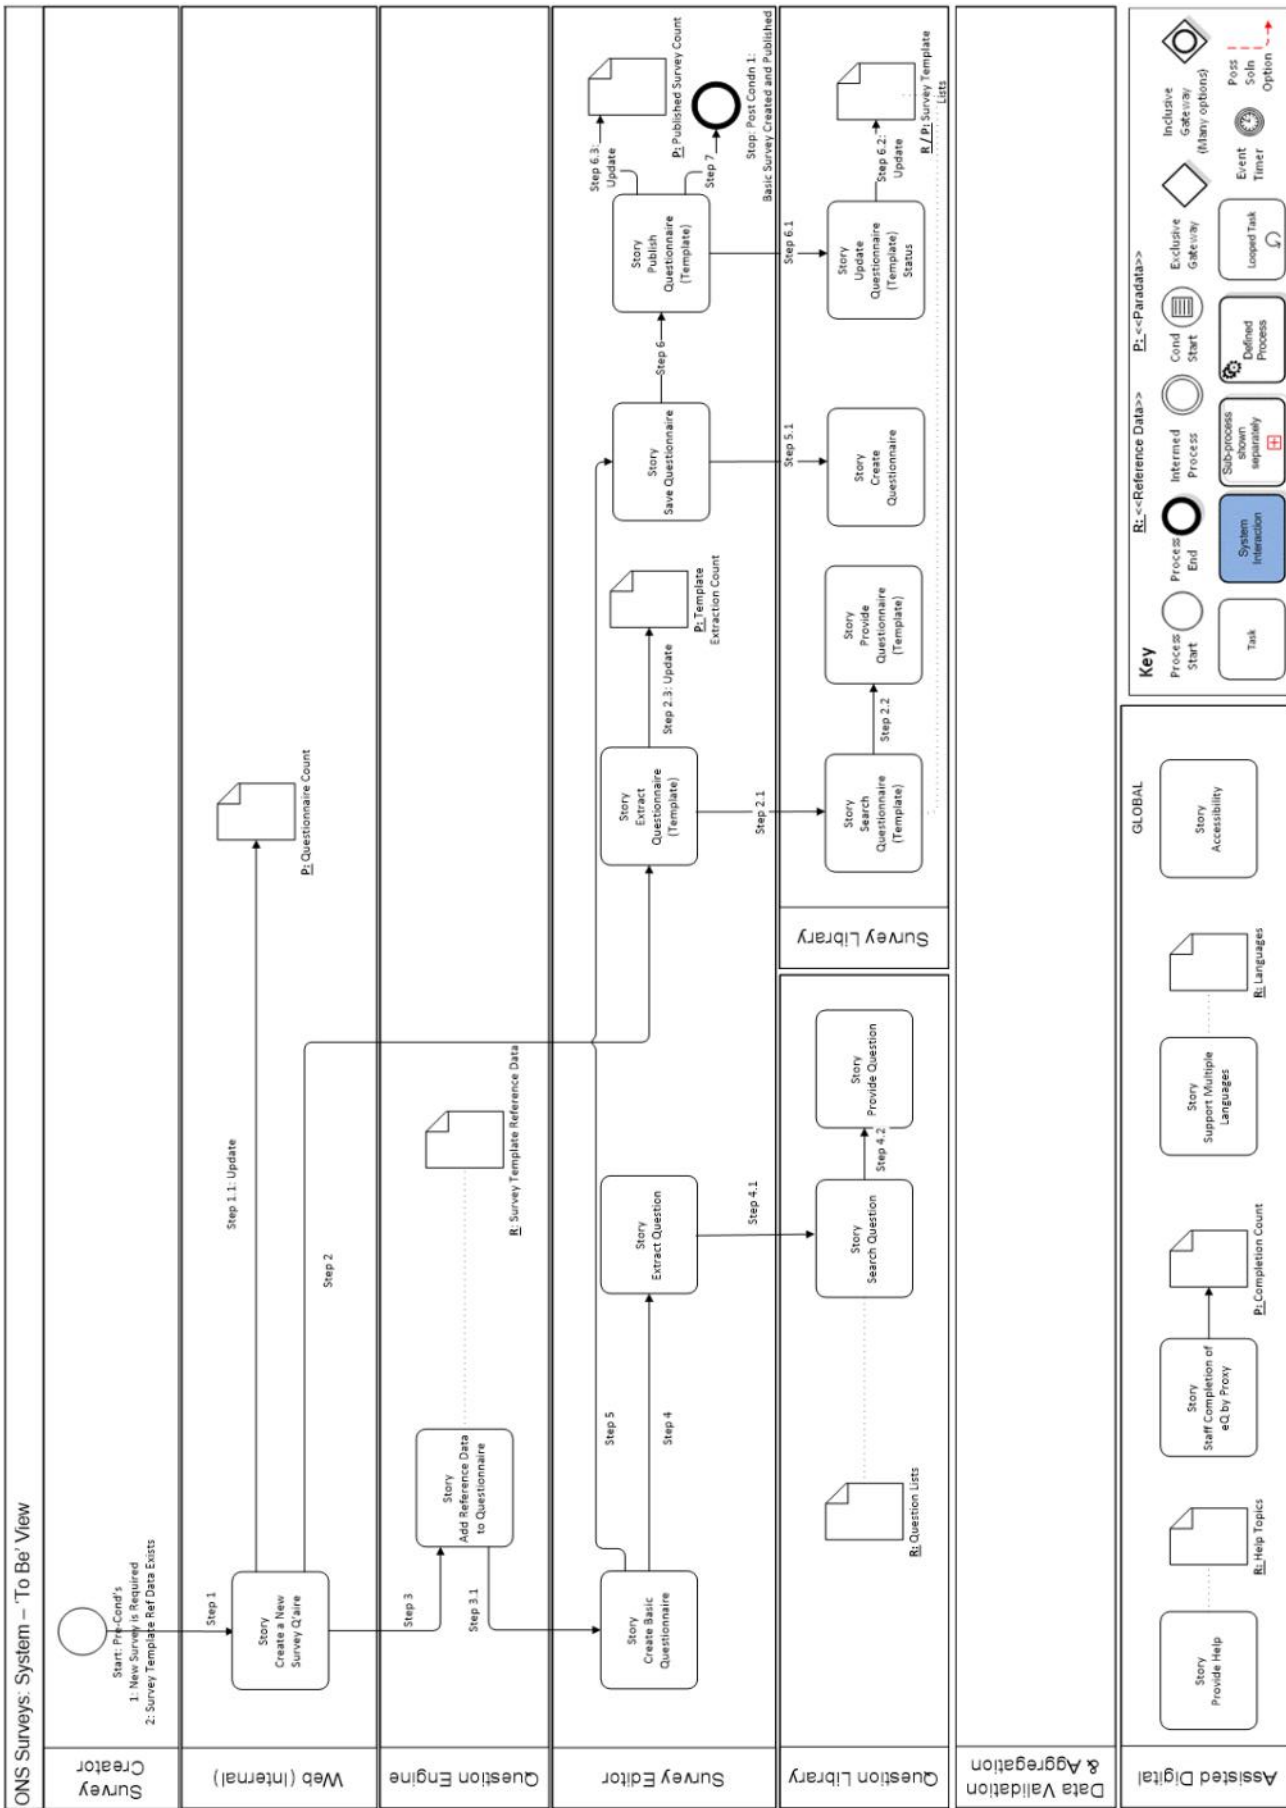 ONS Surveys: System – 'To Be' View
Survey
Creator
Start: Pre-Cond's
1: New Survey is Required
2: Survey Template Ref Data Exists
Step 1
Web (Internal)
Story
Create a New
Survey Q'aire
Step 1.1: Update
P: Questionnaire Count
Step 2
Step 3
Question Engine
Story
Add Reference Data
to Questionnaire
R: Survey Template Reference Data
Step 3.1
Survey Editor
Story
Create Basic
Questionnaire
Step 5
Step 4
Story
Extract Question
Step 4.1
Story
Extract
Questionnaire
(Template)
Step 2.3: Update
P: Template
Extraction Count
Step 2.1
Story
Save Questionnaire
Step 5.1
Step 6
Story
Publish
Questionnaire
(Template)
Step 6.3:
Update
P: Published Survey Count
Step 7
Stop: Post Condn 1:
Basic Survey Created and Published
Step 6.1
Question Library
R: Question Lists
Story
Search Question
Step 4.2
Story
Provide Question
Survey Library
Story
Search
Questionnaire
(Template)
Step 2.2
Story
Provide
Questionnaire
(Template)
Story
Create
Questionnaire
Story
Update
Questionnaire
(Template)
Status
Step 6.2:
Update
R / P: Survey Template
Lists
Data Validation
& Aggregation
Assisted Digital
Story
Provide Help
R: Help Topics
Story
Staff Completion of
eQ by Proxy
P: Completion Count
Story
Support Multiple
Languages
R: Languages
GLOBAL
Story
Accessibility
Key
R: <<Reference Data>>
P: <<Paradata>>
Process
Start
Process
End
Intermed
Process
Cond
Start
Exclusive
Gateway
Inclusive
Gateway
(Many options)
Task
System
Interaction
Sub-process
shown
separately
Defined
Process
Looped Task
Event
Timer
Poss
Soln
Option